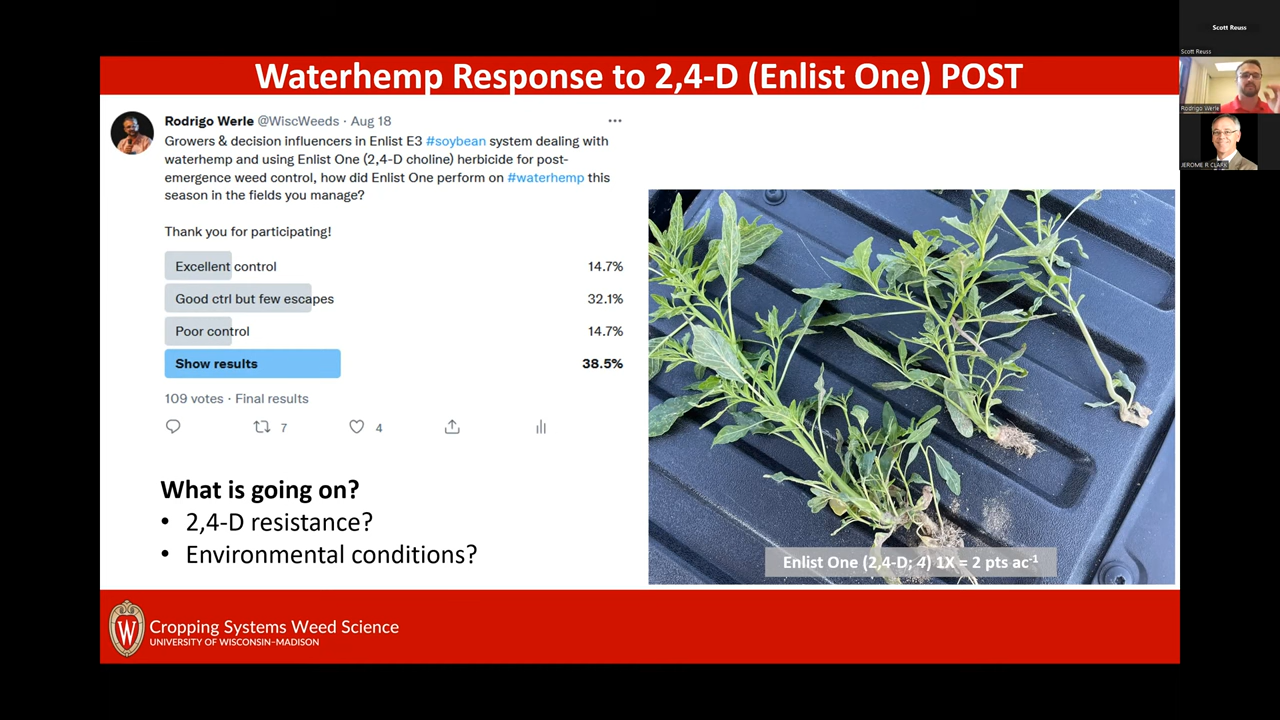 Waterhemp Response to 2,4-D (Enlist One) POST
Rodrigo Werle @WiscWeeds · Aug 18
Growers & decision influencers in Enlist E3 #soybean system dealing with
waterhemp and using Enlist One (2,4-D choline) herbicide for post-
emergence weed control, how did Enlist One perform on #waterhemp this
season in the fields you manage?
Thank you for participating!
Excellent control 14.7%
Good ctrl but few escapes 32.1%
Poor control 14.7%
Show results 38.5%
109 votes · Final results
7 4
What is going on?
• 2,4-D resistance?
• Environmental conditions?
Enlist One (2,4-D; 4) 1X = 2 pts ac-1
W
Cropping Systems Weed Science
UNIVERSITY OF WISCONSIN–MADISON
Scott Reuss
Scott Reuss
Rodrigo Werle
JEROME R CLARK